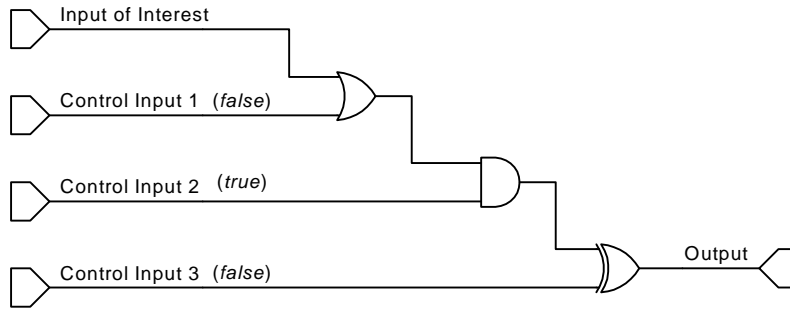 Input of Interest
Control Input 1 (false)
Control Input 2 (true)
Control Input 3 (false)
Output